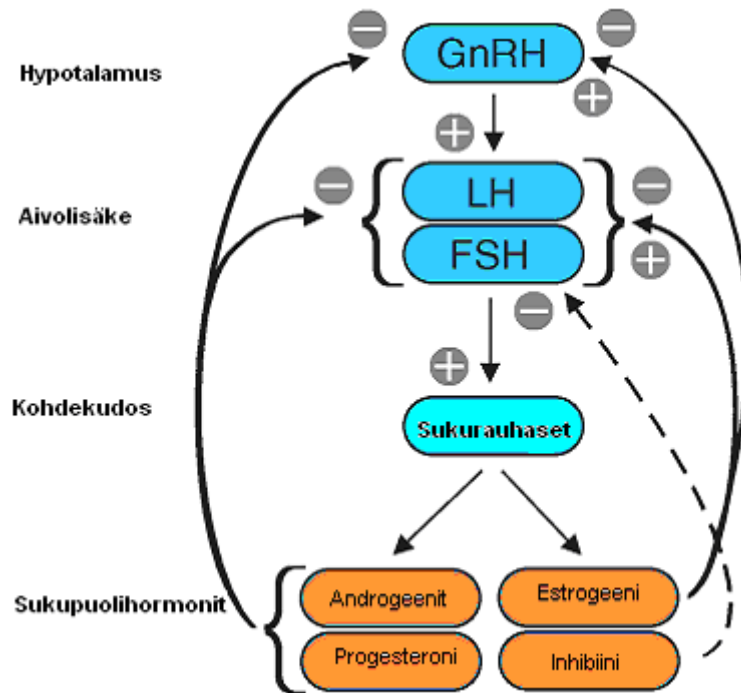 GnRH
Hypotalamus
LH
Aivolisäke
FSH
Kohdekudos
Sukurauhaset
Androgeenit
Estrogeeni
Sukupuolihormonit
Progesteroni
Inhibiini